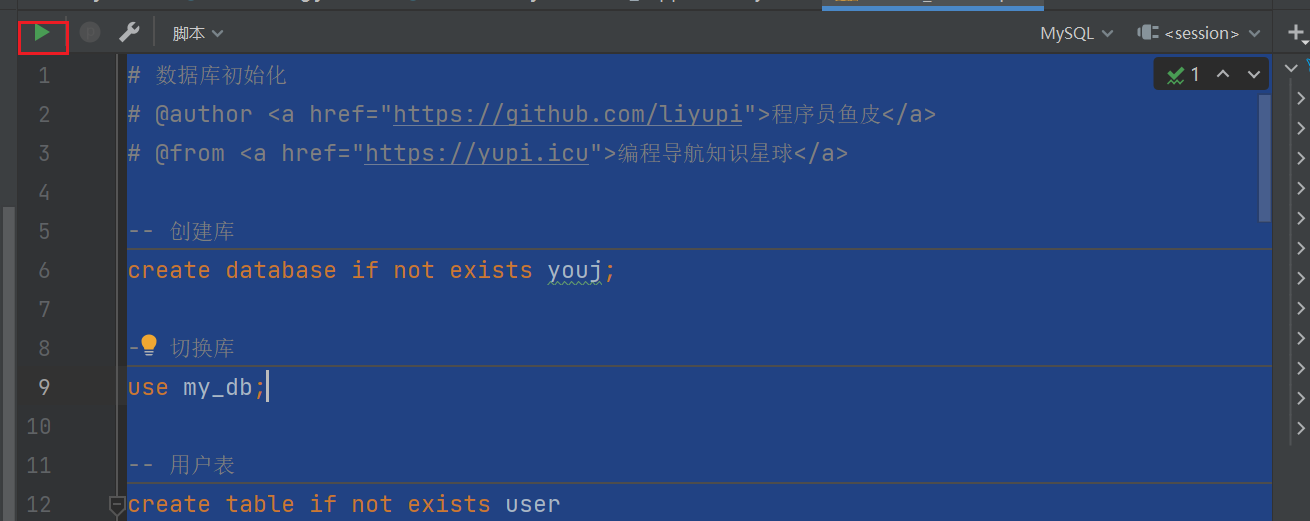 脚本
MySQL
<session>
1
1 # 数据库初始化
2 # @author <a href="https://github.com/liyupi">程序员鱼皮</a>
3 # @from <a href="https://yupi.icu">编程导航知识星球</a>
4
5 -- 创建库
6 create database if not exists youj;
7
8 - 切换库
9 use my_db;
10
11 -- 用户表
12 create table if not exists user